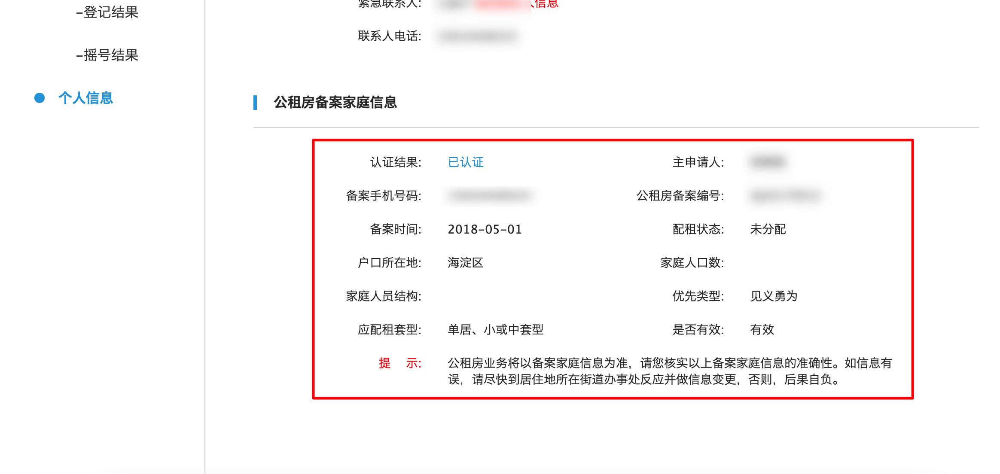 –登记结果
–摇号结果
个人信息
紧急联系人:
信息
联系人电话:
公租房备案家庭信息
认证结果: 已认证 主申请人:
备案手机号码: 公租房备案编号:
备案时间: 2018-05-01 配租状态: 未分配
户口所在地: 海淀区 家庭人口数:
家庭人员结构: 优先类型: 见义勇为
应配租套型: 单居、小或中套型 是否有效: 有效
提 示: 公租房业务将以备案家庭信息为准，请您核实以上备案家庭信息的准确性。如信息有
误，请尽快到居住地所在街道办事处反应并做信息变更，否则，后果自负。